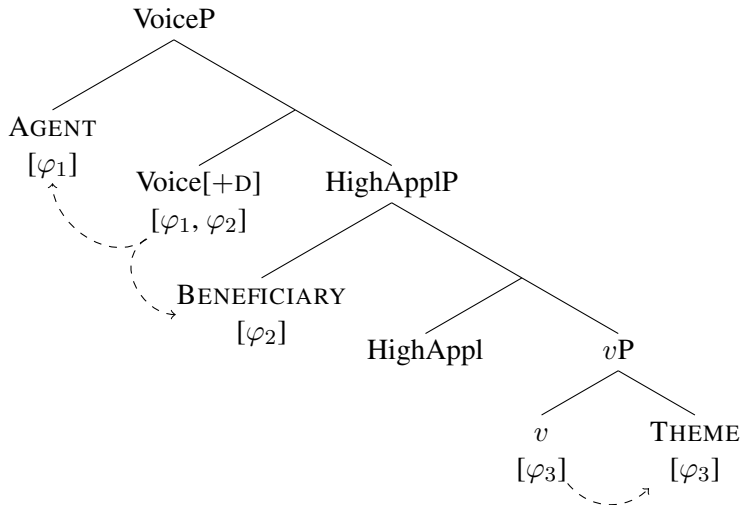 VoiceP
AGENT
[φ1]
Voice[+D]
[φ1, φ2]
HighApplP
BENEFICIARY
[φ2]
HighAppl
vP
v
[φ3]
THEME
[φ3]